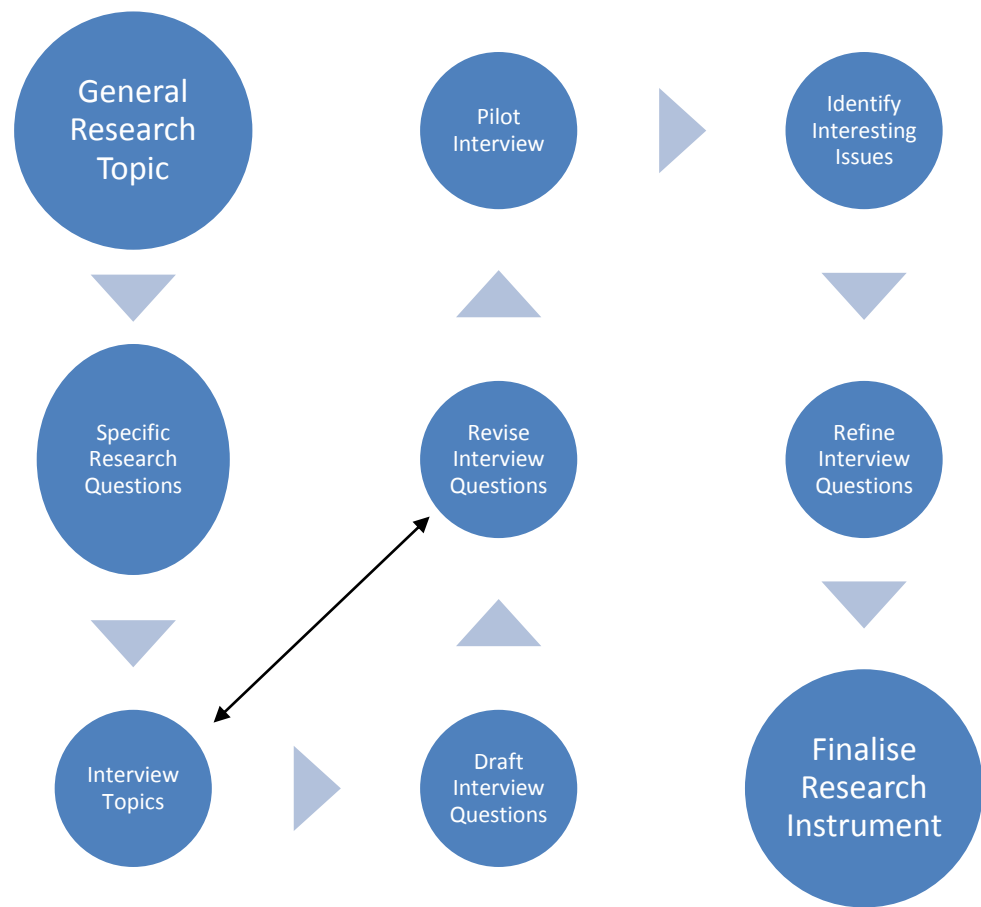 General
Research
Topic
Specific
Research
Questions
Interview
Topics
Draft
Interview
Questions
Revise
Interview
Questions
Pilot
Interview
Identify
Interesting
Issues
Refine
Interview
Questions
Finalise
Research
Instrument